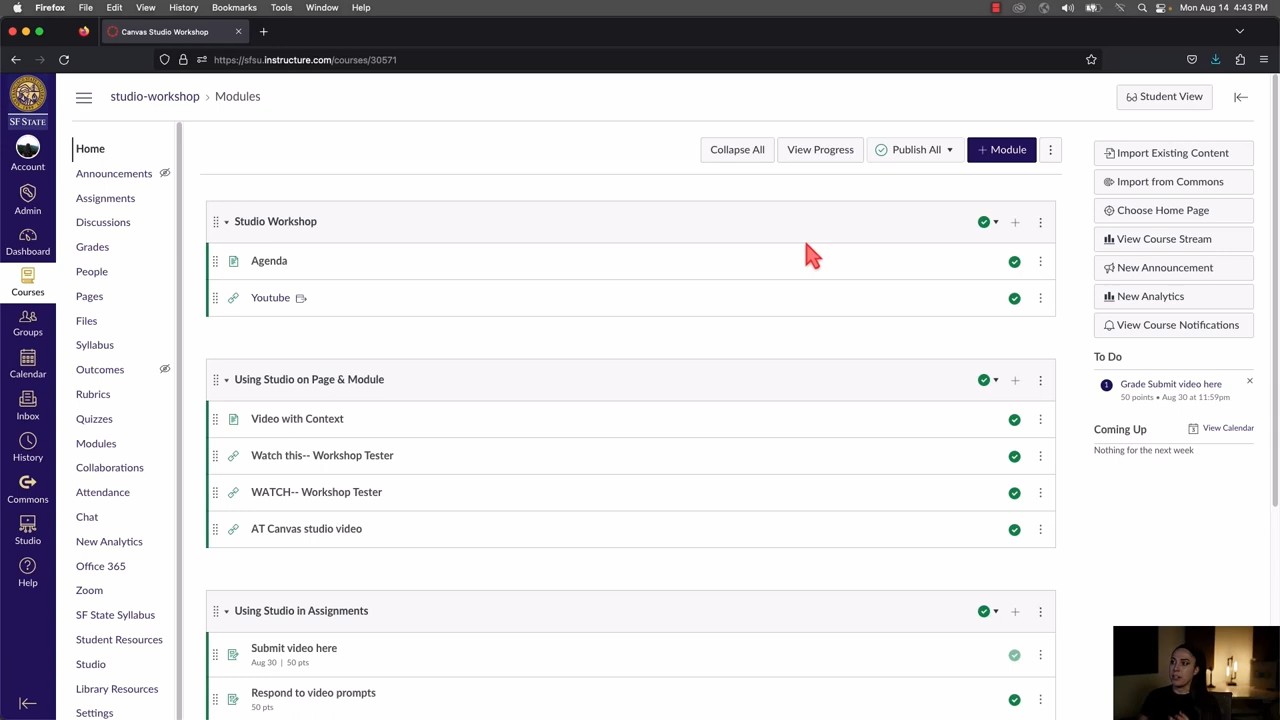 Firefox File Edit View History Bookmarks Tools Window Help Mon Aug 14 4:43 PM
Canvas Studio Workshop
https://sfsu.instructure.com/courses/30571
SF STATE
Account
Admin
Dashboard
Courses
Groups
Calendar
Inbox
History
Commons
Studio
Help
studio-workshop › Modules
Student View
Home
Announcements
Assignments
Discussions
Grades
People
Pages
Files
Syllabus
Outcomes
Rubrics
Quizzes
Modules
Collaborations
Attendance
Chat
New Analytics
Office 365
Zoom
SF State Syllabus
Student Resources
Studio
Library Resources
Settings
Collapse All View Progress Publish All + Module
Studio Workshop
Agenda
Youtube
Using Studio on Page & Module
Video with Context
Watch this-- Workshop Tester
WATCH-- Workshop Tester
AT Canvas studio video
Using Studio in Assignments
Submit video here
Aug 30 | 50 pts
Respond to video prompts
50 pts
Import Existing Content
Import from Commons
Choose Home Page
View Course Stream
New Announcement
New Analytics
View Course Notifications
To Do
1 Grade Submit video here
50 points • Aug 30 at 11:59pm
Coming Up View Calendar
Nothing for the next week